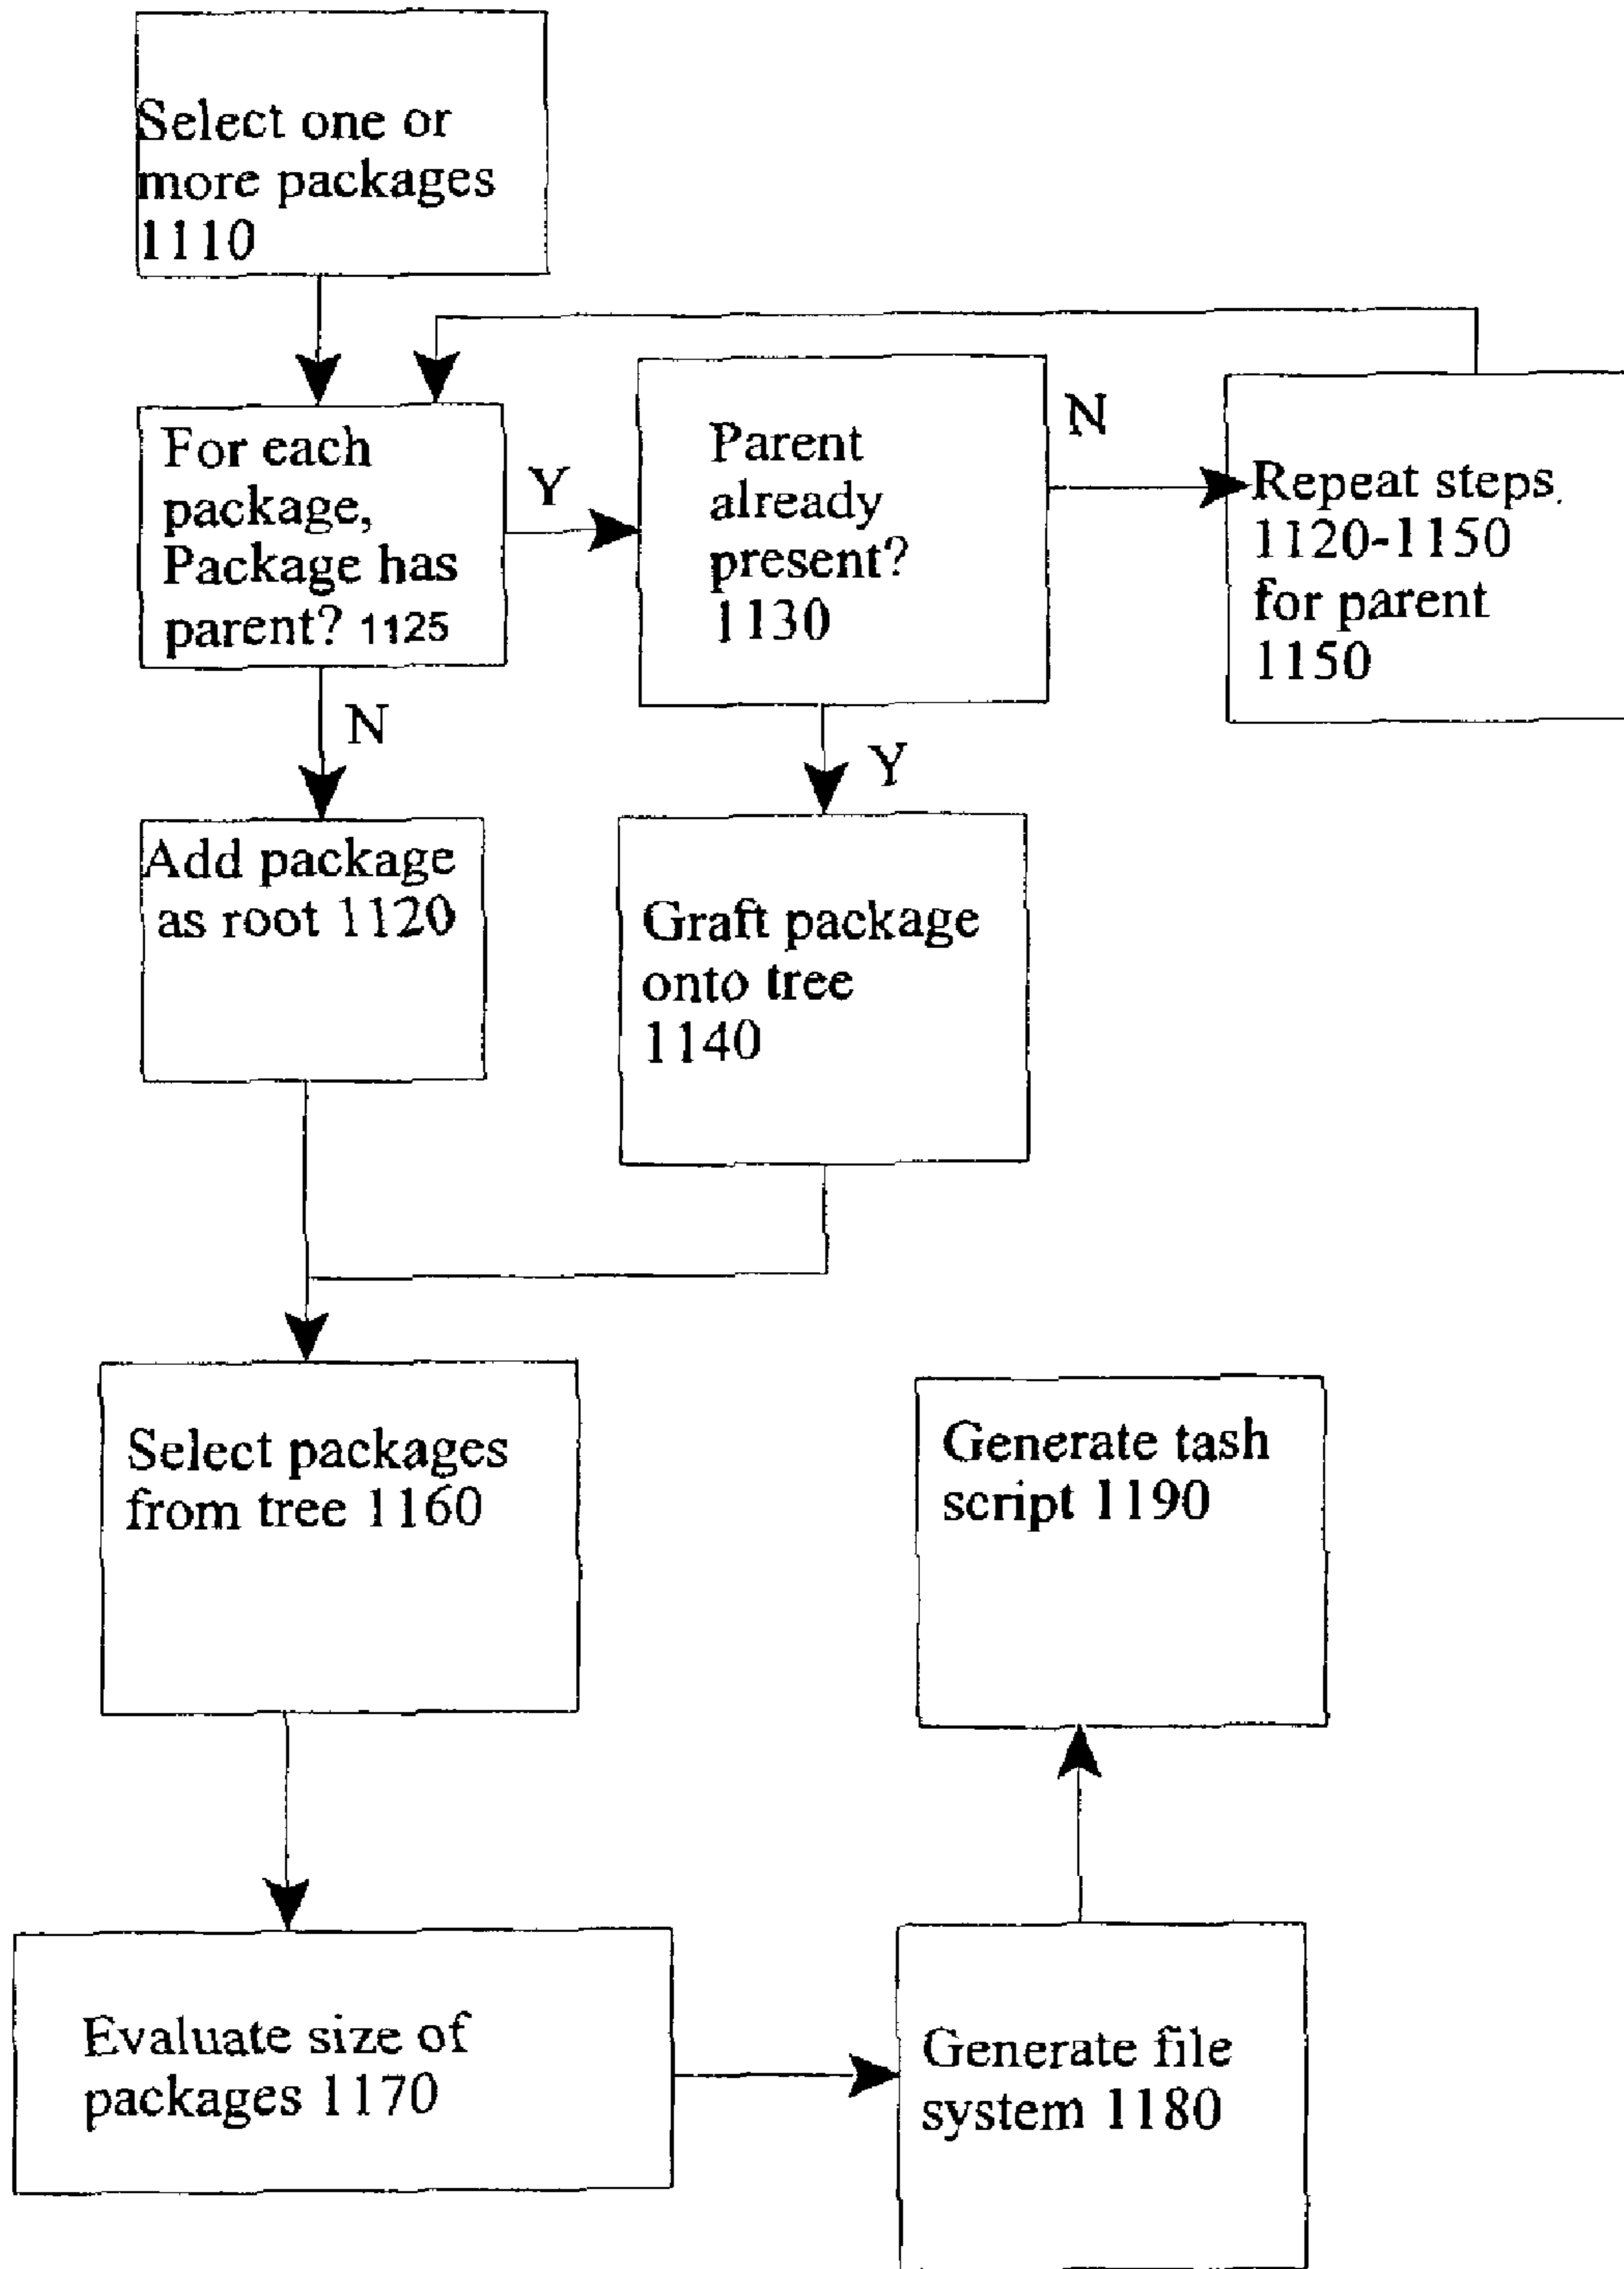 Select one or
more packages
1110
For each
package,
Package has
parent? 1125
Y
Parent
already
present?
1130
N
Repeat steps
1120-1150
for parent
1150
N
Y
Add package
as root 1120
Graft package
onto tree
1140
Select packages
from tree 1160
Generate tash
script 1190
Evaluate size of
packages 1170
Generate file
system 1180